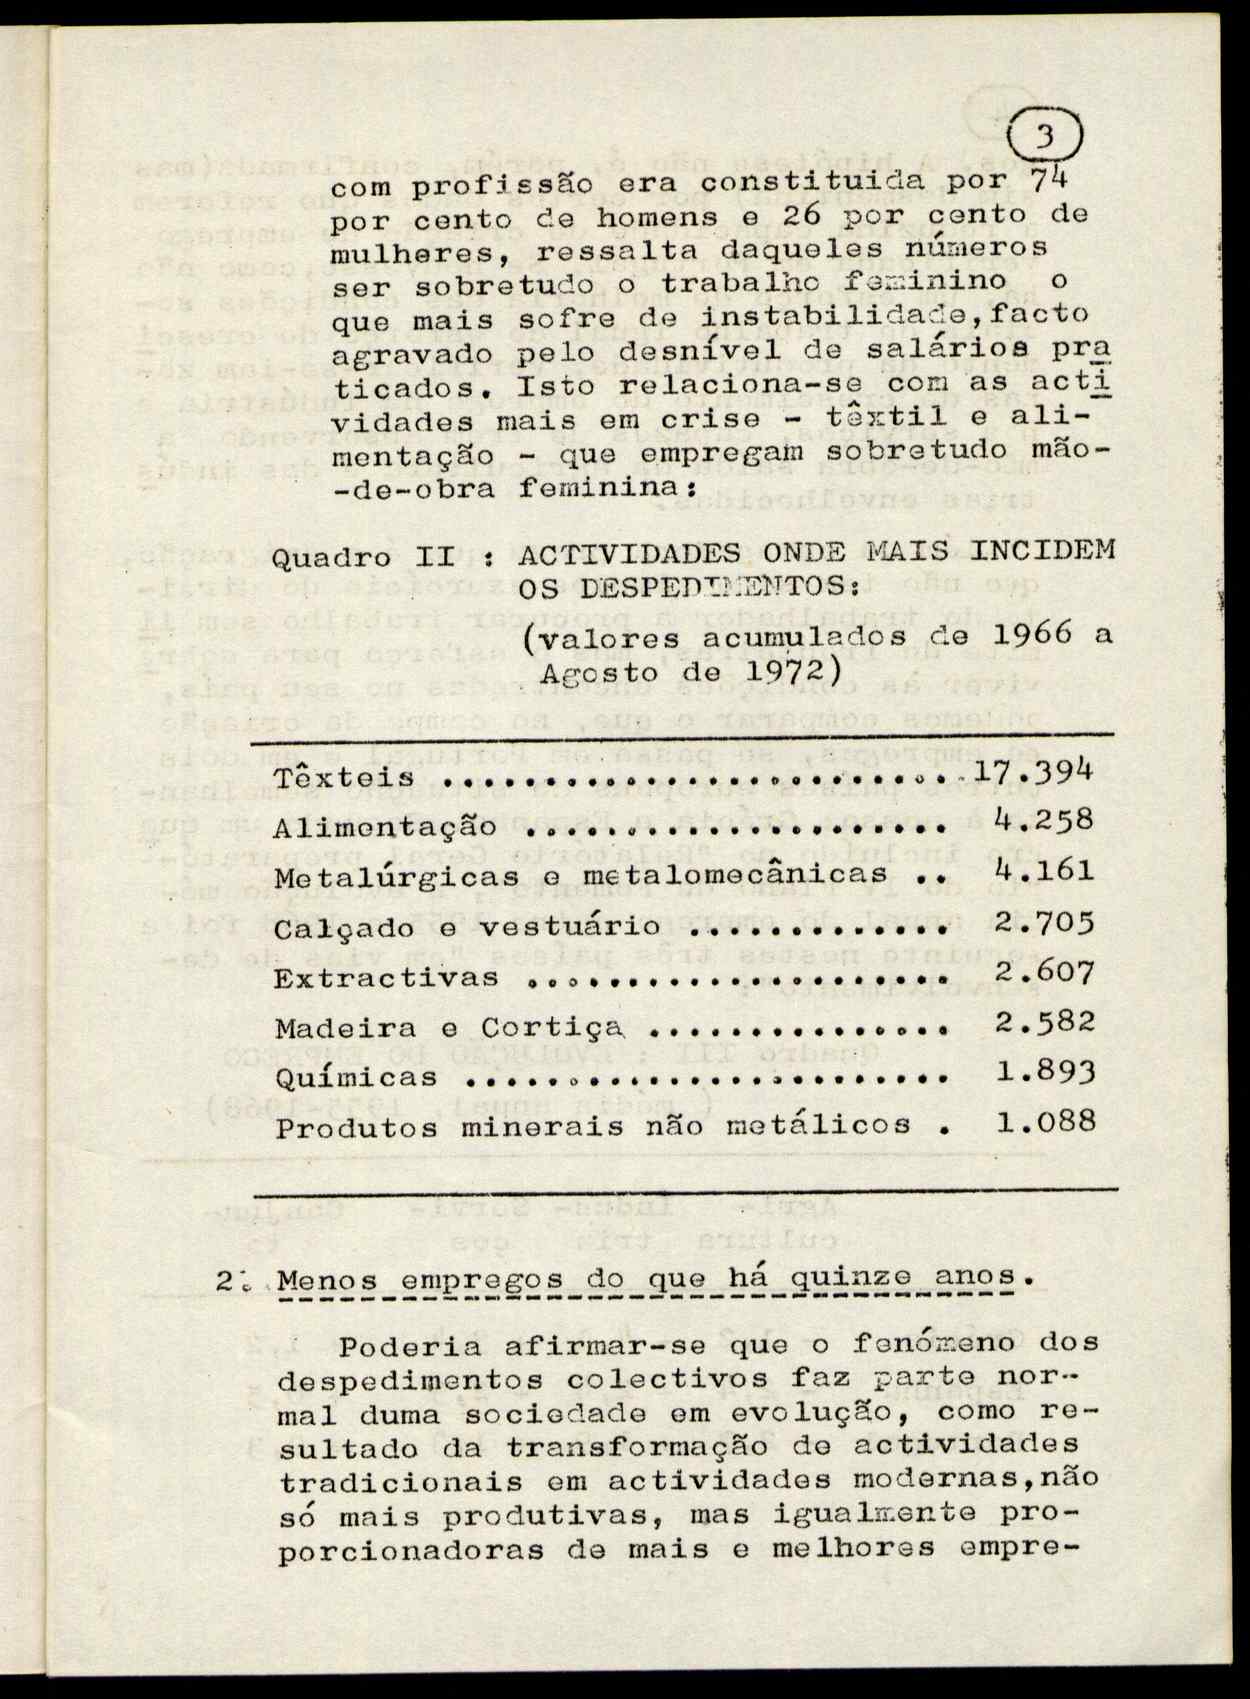 3
com profissão era constituida por 74
por cento de homens e 26 por cento de
mulheres, ressalta daqueles números
ser sobretudo o trabalho feminino o
que mais sofre de instabilidade,facto
agravado pelo desnível de salários pra
ticados. Isto relaciona-se com as acti
vidades mais em crise - têxtil e ali-
mentação - que empregam sobretudo mão-
-de-obra feminina:
Quadro II : ACTIVIDADES ONDE MAIS INCIDEM
OS DESPEDIMENTOS:
(valores acumulados de 1966 a
Agosto de 1972)
Têxteis ......................... 17.394
Alimentação ..................... 4.258
Metalúrgicas e metalomecânicas .. 4.161
Calçado e vestuário ............. 2.705
Extractivas ..................... 2.607
Madeira e Cortiça ............... 2.582
Químicas ........................ 1.893
Produtos minerais não metálicos . 1.088
2. Menos empregos do que há quinze anos.
Poderia afirmar-se que o fenómeno dos
despedimentos colectivos faz parte nor-
mal duma sociedade em evolução, como re-
sultado da transformação de actividades
tradicionais em actividades modernas,não
só mais produtivas, mas igualmente pro-
porcionadoras de mais e melhores empre-